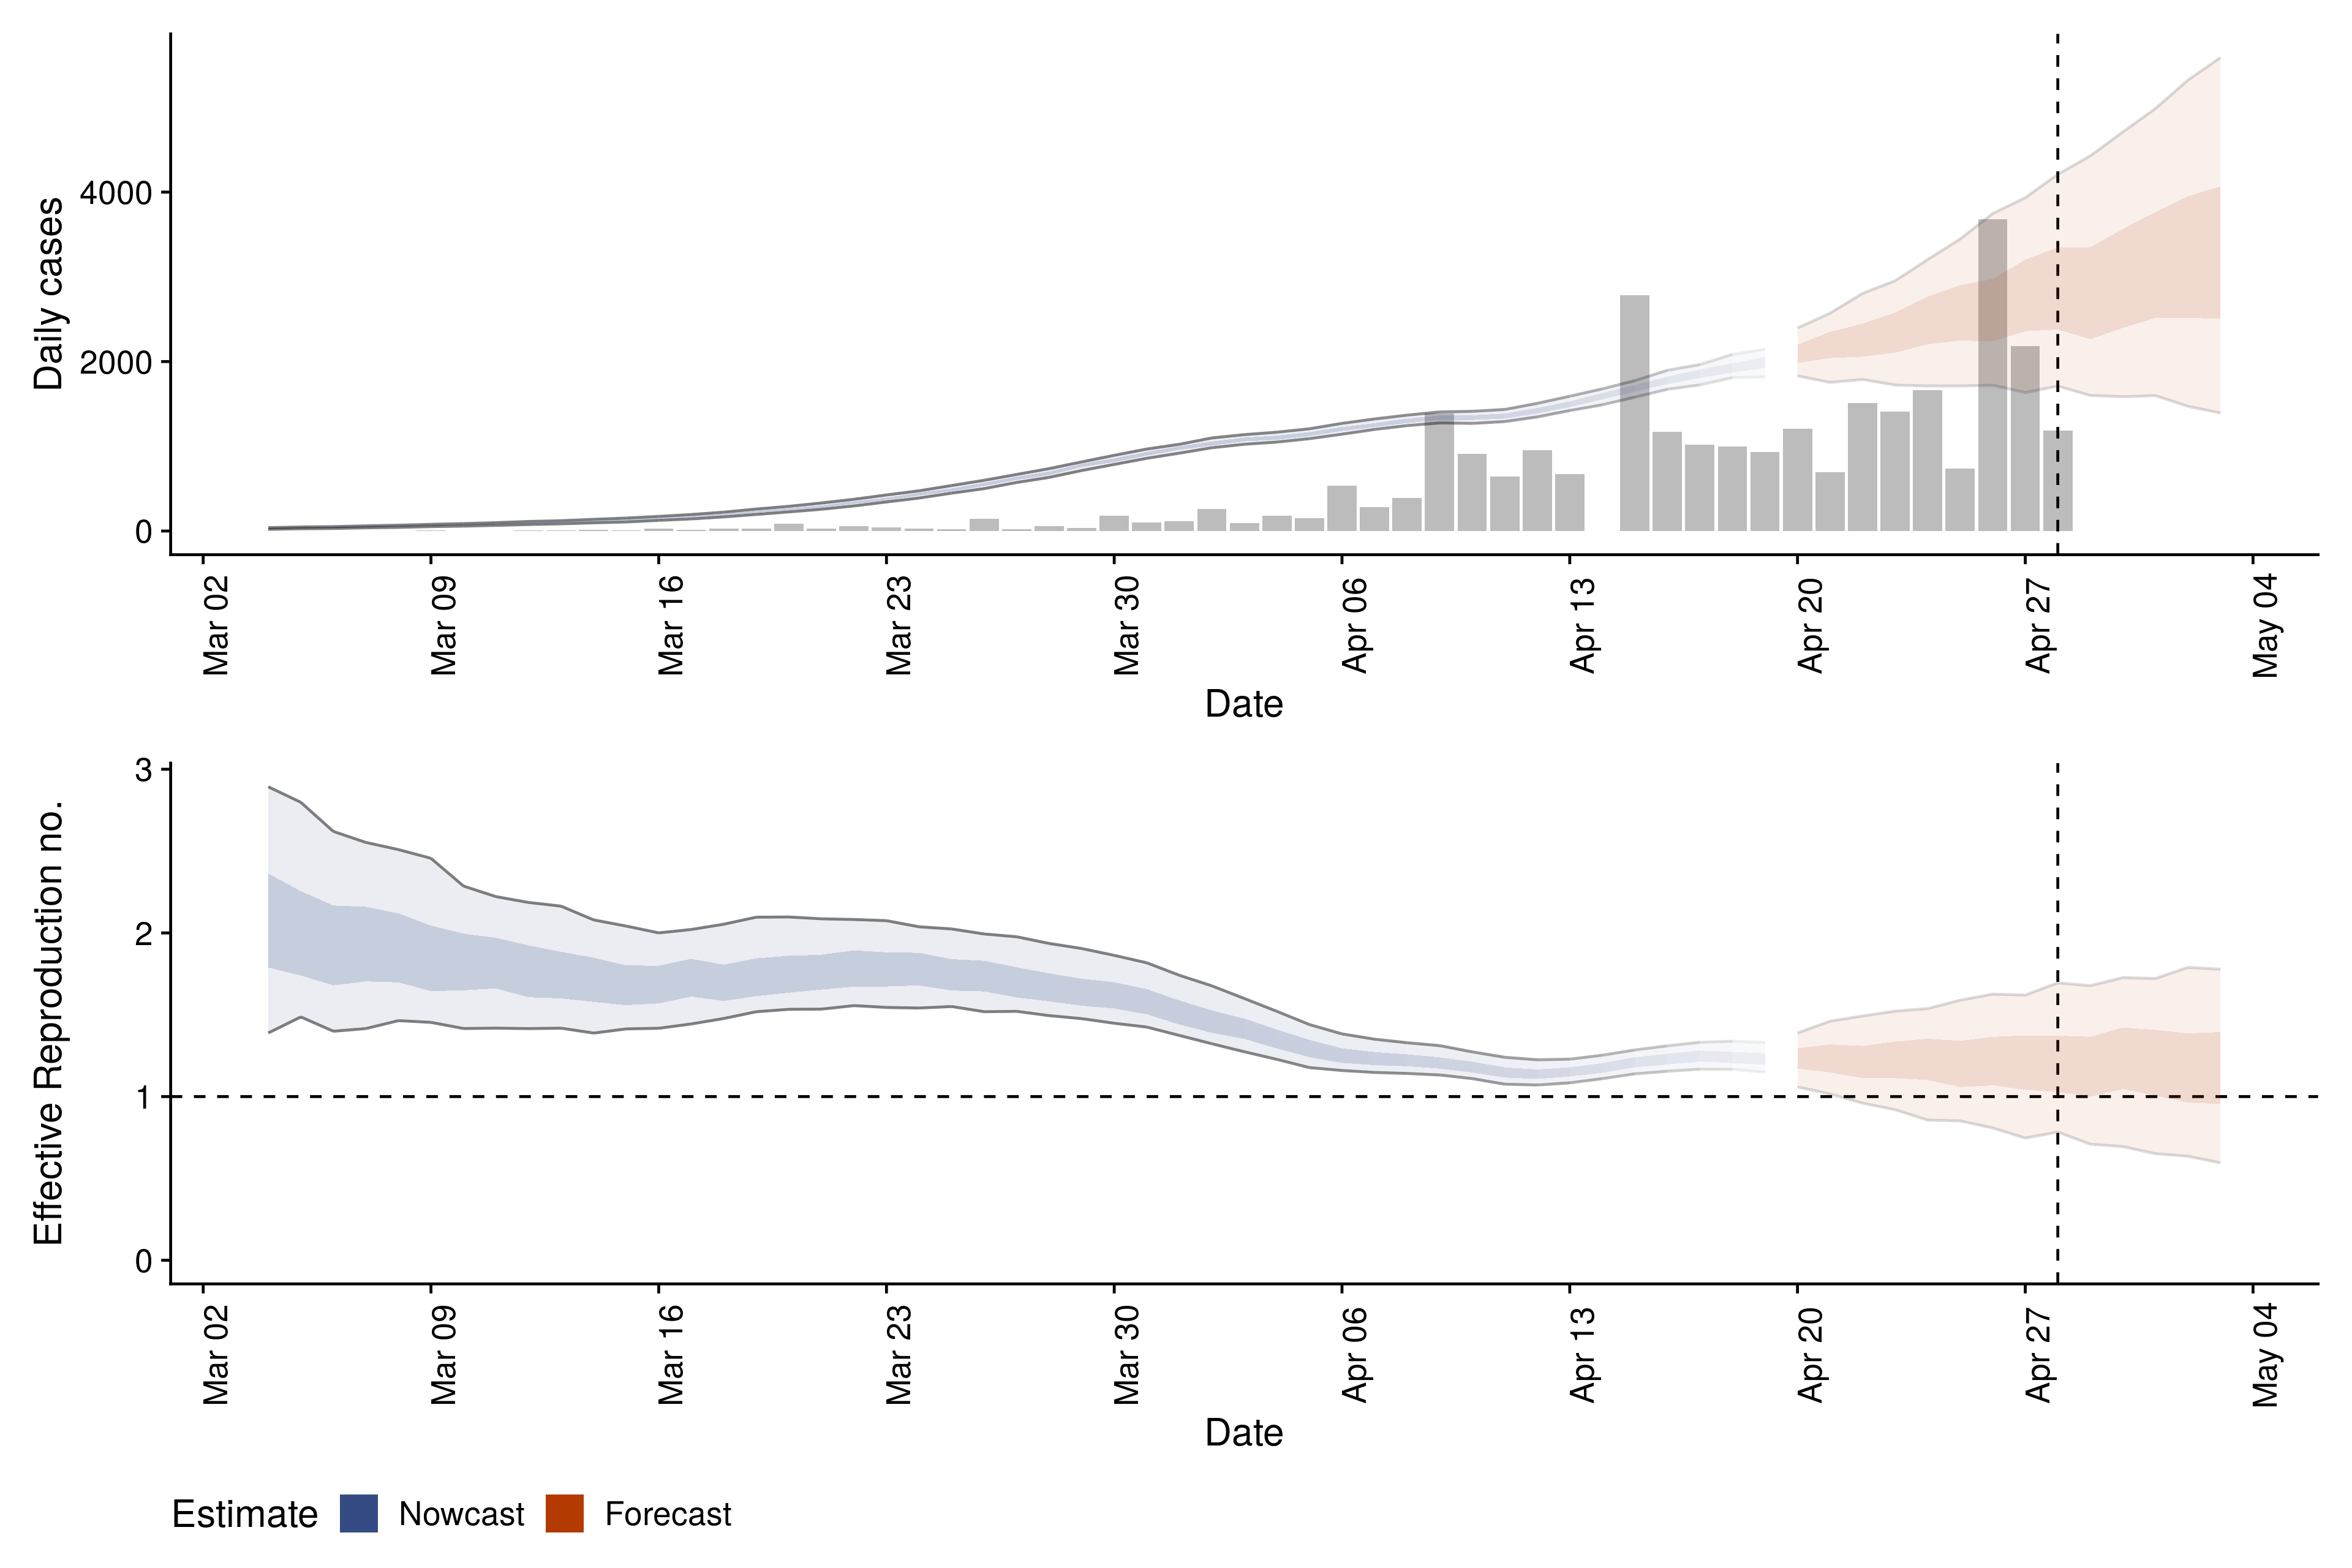 Daily cases
4000
2000
0
Mar 02
Mar 09
Mar 16
Mar 23
Mar 30
Apr 06
Apr 13
Apr 20
Apr 27
May 04
Date
Effective Reproduction no.
3
2
1
0
Mar 02
Mar 09
Mar 16
Mar 23
Mar 30
Apr 06
Apr 13
Apr 20
Apr 27
May 04
Date
Estimate Nowcast Forecast